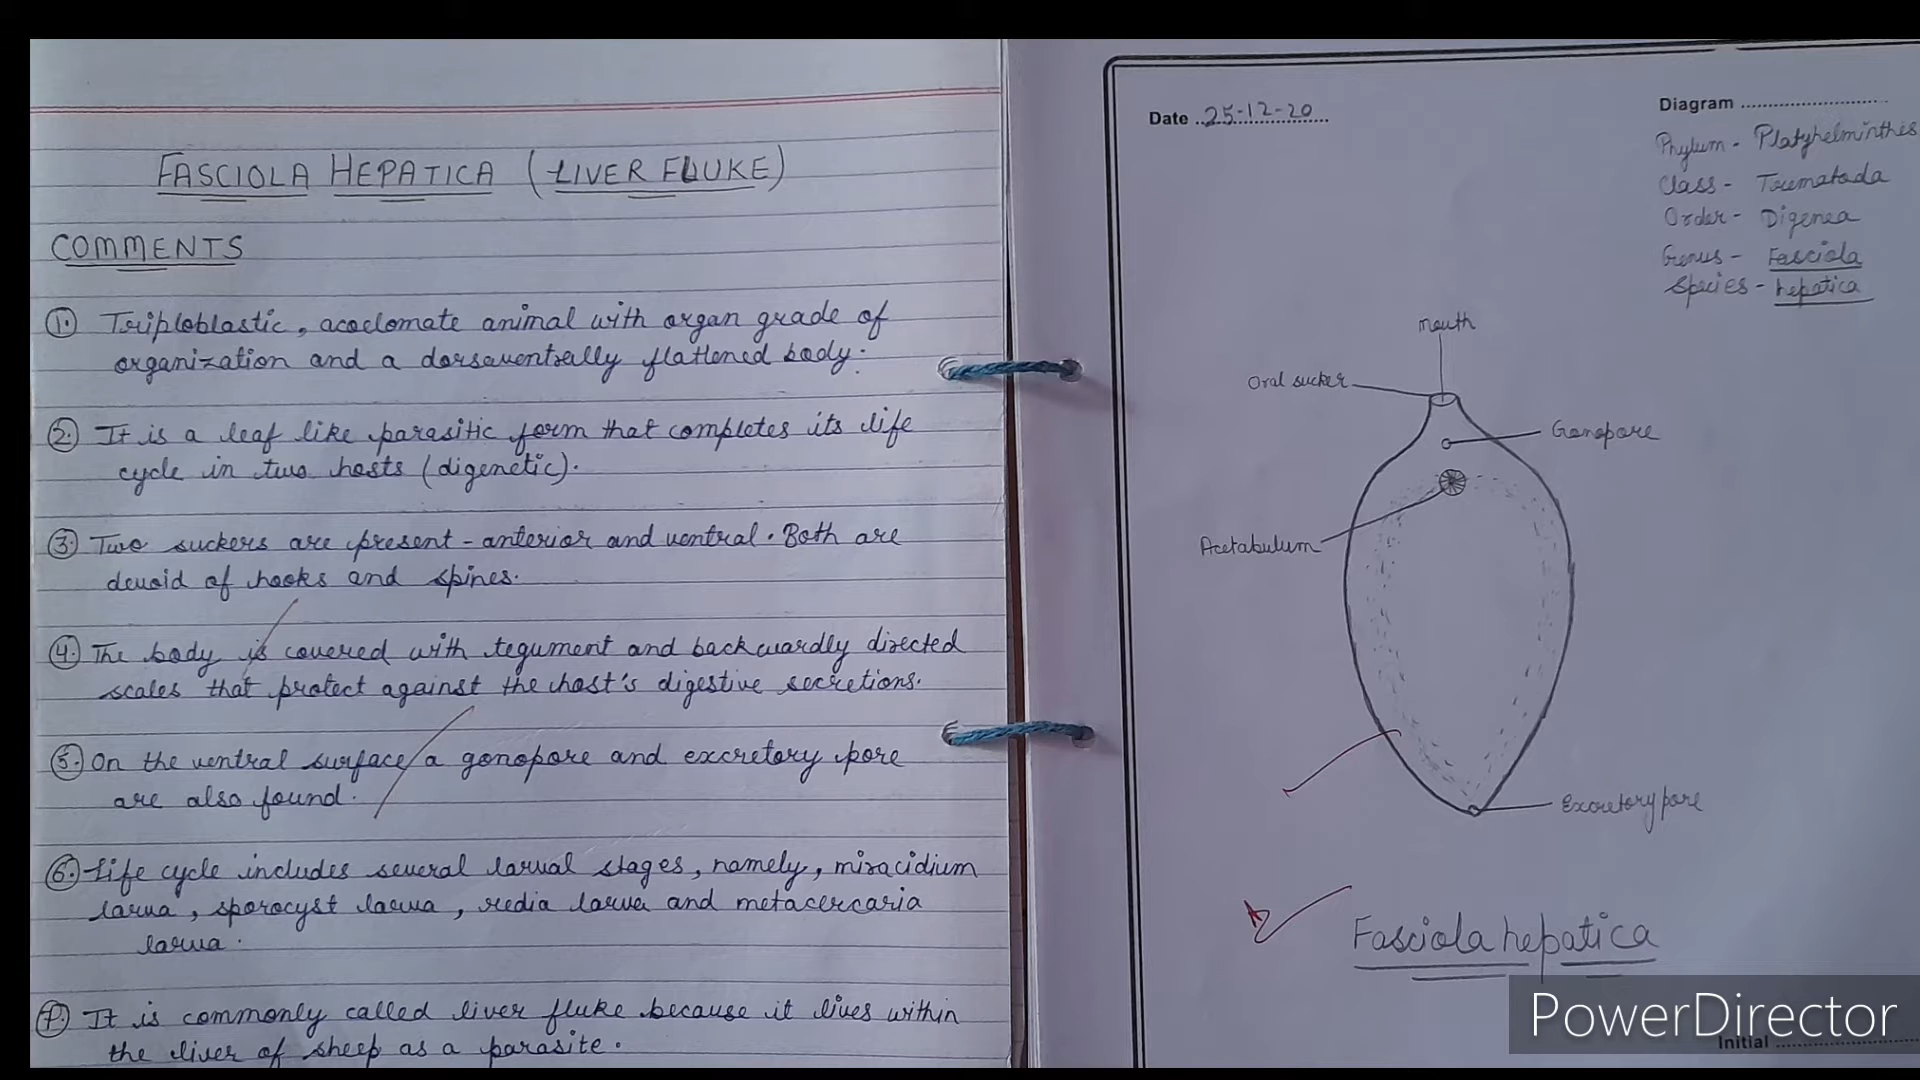 FASCIOLA HEPATICA (LIVER FLUKE)
COMMENTS
1. Triploblastic, acoelomate animal with organ grade of
organization and a dorsaventrally flattened body.
2. It is a leaf like parasitic form that completes its life
cycle in two hosts (digenetic).
3. Two suckers are present - anterior and ventral. Both are
devoid of hooks and spines.
4. The body is covered with tegument and backwardly directed
scales that protect against the host's digestive secretions.
5. On the ventral surface a gonopore and excretory pore
are also found.
6. Life cycle includes several larval stages, namely, miracidium
larva, sporocyst larva, redia larva and metacercaria
larva.
7. It is commonly called liver fluke because it lives within
the liver of sheep as a parasite.
Date 25-12-20
Diagram
Phylum - Platyhelminthes
Class - Trematoda
Order - Digenea
Genus - Fasciola
Species - hepatica
Mouth
Oral sucker
Gonopore
Acetabulum
Excretory pore
Fasciola hepatica
PowerDirector
Initial